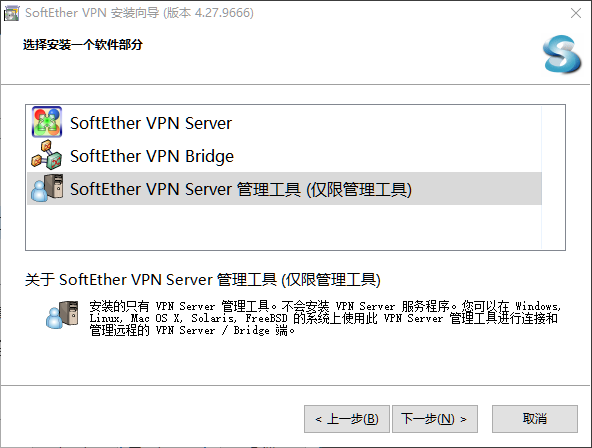 SoftEther VPN 安装向导 (版本 4.27.9666)
选择安装一个软件部分
SoftEther VPN Server
SoftEther VPN Bridge
SoftEther VPN Server 管理工具 (仅限管理工具)
关于 SoftEther VPN Server 管理工具 (仅限管理工具)
安装的只有 VPN Server 管理工具。不会安装 VPN Server 服务程序。您可以在 Windows,
Linux, Mac OS X, Solaris, FreeBSD 的系统上使用此 VPN Server 管理工具进行连接和
管理远程的 VPN Server / Bridge 端。
< 上一步(B) 下一步(N) > 取消